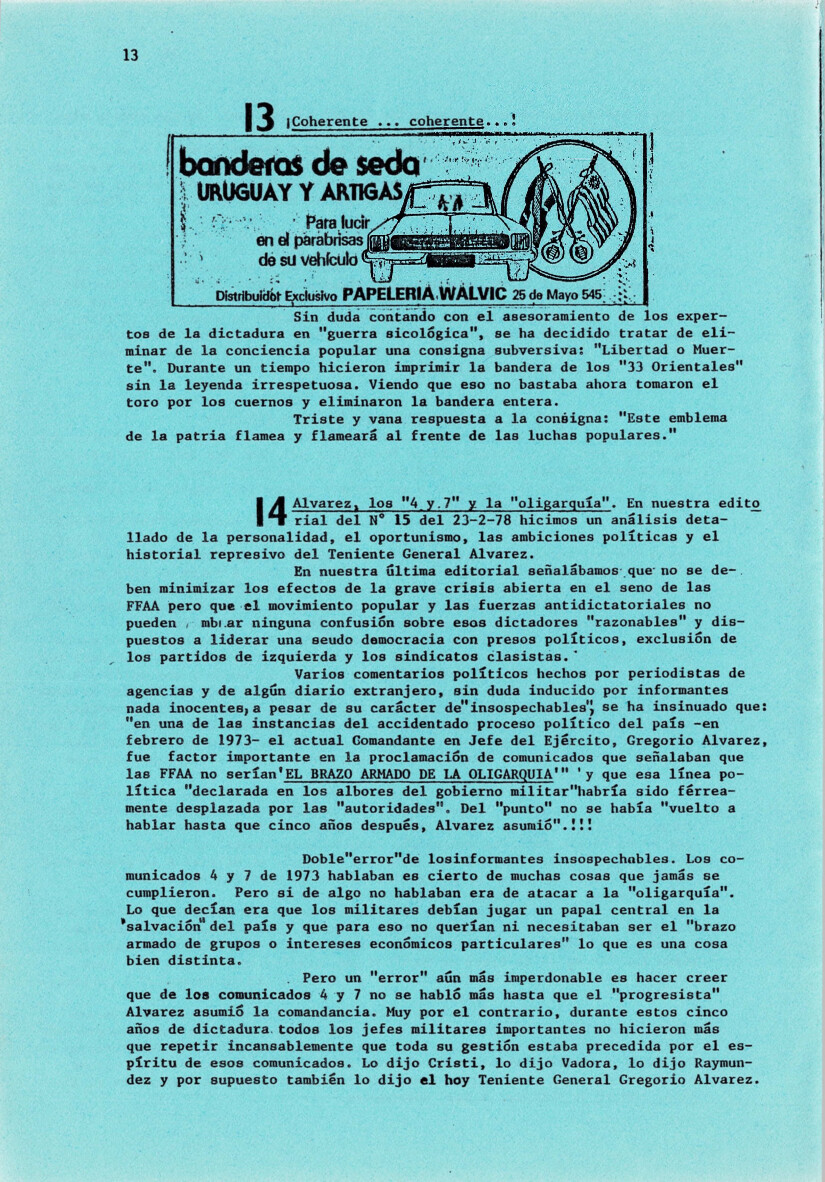 13
13 ¡Coherente ... coherente...!
banderas de seda
URUGUAY Y ARTIGAS
Para lucir
en el parabrisas
de su vehículo
Distribuidor Exclusivo PAPELERIA WALVIC 25 de Mayo 545
Sin duda contando con el asesoramiento de los exper-
tos de la dictadura en "guerra sicológica", se ha decidido tratar de eli-
minar de la conciencia popular una consigna subversiva: "Libertad o Muer-
te". Durante un tiempo hicieron imprimir la bandera de los "33 Orientales"
sin la leyenda irrespetuosa. Viendo que eso no bastaba ahora tomaron el
toro por los cuernos y eliminaron la bandera entera.
Triste y vana respuesta a la consigna: "Este emblema
de la patria flamea y flameará al frente de las luchas populares."
14 Alvarez, los "4 y 7" y la "oligarquía". En nuestra edito
rial del N° 15 del 23-2-78 hicimos un análisis deta-
llado de la personalidad, el oportunismo, las ambiciones políticas y el
historial represivo del Teniente General Alvarez.
En nuestra última editorial señalábamos que no se de-
ben minimizar los efectos de la grave crisis abierta en el seno de las
FFAA pero que el movimiento popular y las fuerzas antidictatoriales no
pueden ninguna confusión sobre esos dictadores "razonables" y dis-
puestos a liderar una seudo democracia con presos políticos, exclusión de
los partidos de izquierda y los sindicatos clasistas.
Varios comentarios políticos hechos por periodistas de
agencias y de algún diario extranjero, sin duda inducido por informantes
nada inocentes, a pesar de su carácter de"insospechables", se ha insinuado que:
"en una de las instancias del accidentado proceso político del país -en
febrero de 1973- el actual Comandante en Jefe del Ejército, Gregorio Alvarez,
fue factor importante en la proclamación de comunicados que señalaban que
las FFAA no serían'EL BRAZO ARMADO DE LA OLIGARQUIA'" 'y que esa línea po-
lítica "declarada en los albores del gobierno militar"habría sido férrea-
mente desplazada por las "autoridades". Del "punto" no se había "vuelto a
hablar hasta que cinco años después, Alvarez asumió".!!!
Doble"error"de losinformantes insospechables. Los co-
municados 4 y 7 de 1973 hablaban es cierto de muchas cosas que jamás se
cumplieron. Pero si de algo no hablaban era de atacar a la "oligarquía".
Lo que decían era que los militares debían jugar un papal central en la
"salvación" del país y que para eso no querían ni necesitaban ser el "brazo
armado de grupos o intereses económicos particulares" lo que es una cosa
bien distinta.
Pero un "error" aún más imperdonable es hacer creer
que de los comunicados 4 y 7 no se habló más hasta que el "progresista"
Alvarez asumió la comandancia. Muy por el contrario, durante estos cinco
años de dictadura todos los jefes militares importantes no hicieron más
que repetir incansablemente que toda su gestión estaba precedida por el es-
píritu de esos comunicados. Lo dijo Cristi, lo dijo Vadora, lo dijo Raymun-
dez y por supuesto también lo dijo el hoy Teniente General Gregorio Alvarez.